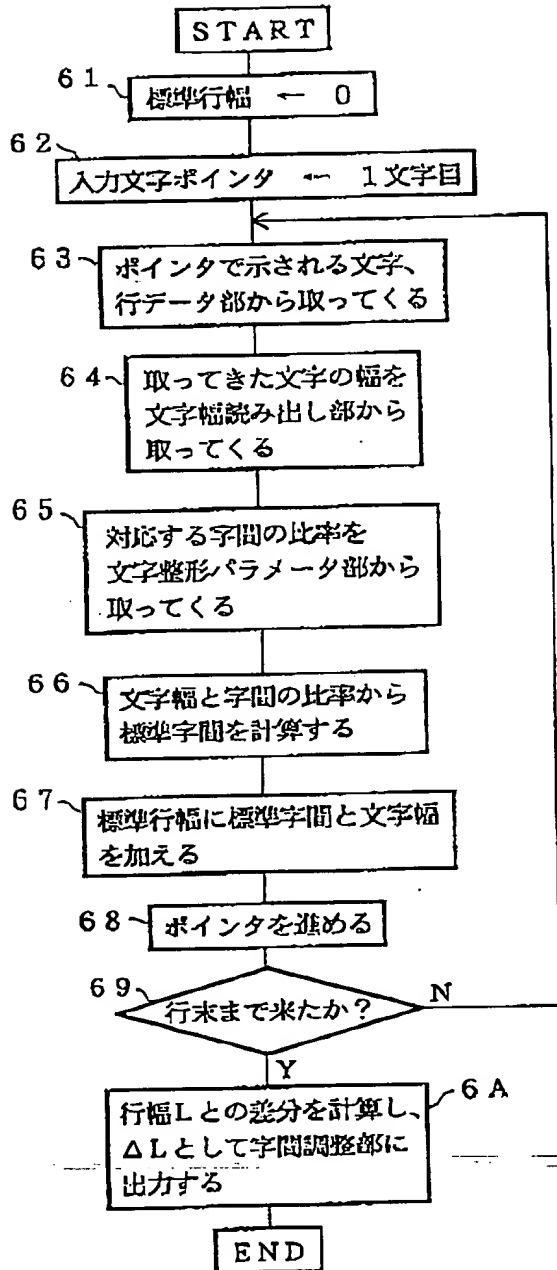 START
61
標準行幅 ← 0
62
入力文字ポインタ ← 1文字目
63
ポインタで示される文字、
行データ部から取ってくる
64
取ってきた文字の幅を
文字幅読み出し部から
取ってくる
65
対応する字間の比率を
文字整形パラメータ部から
取ってくる
66
文字幅と字間の比率から
標準字間を計算する
67
標準行幅に標準字間と文字幅
を加える
68
ポインタを進める
69
行末まで来たか？
N
Y
6A
行幅Lとの差分を計算し、
ΔLとして字間調整部に
出力する
END